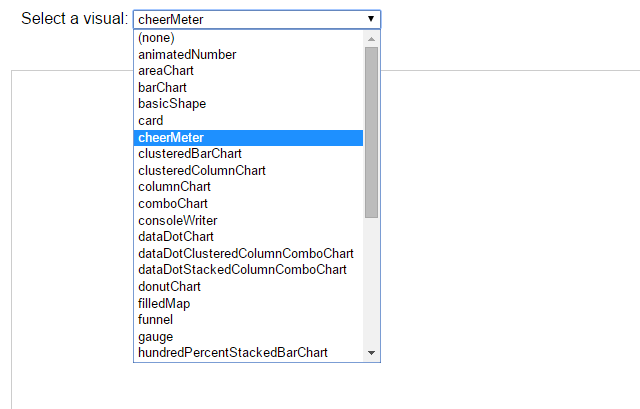 Select a visual: cheerMeter
(none)
animatedNumber
areaChart
barChart
basicShape
card
cheerMeter
clusteredBarChart
clusteredColumnChart
columnChart
comboChart
consoleWriter
dataDotChart
dataDotClusteredColumnComboChart
dataDotStackedColumnComboChart
donutChart
filledMap
funnel
gauge
hundredPercentStackedBarChart